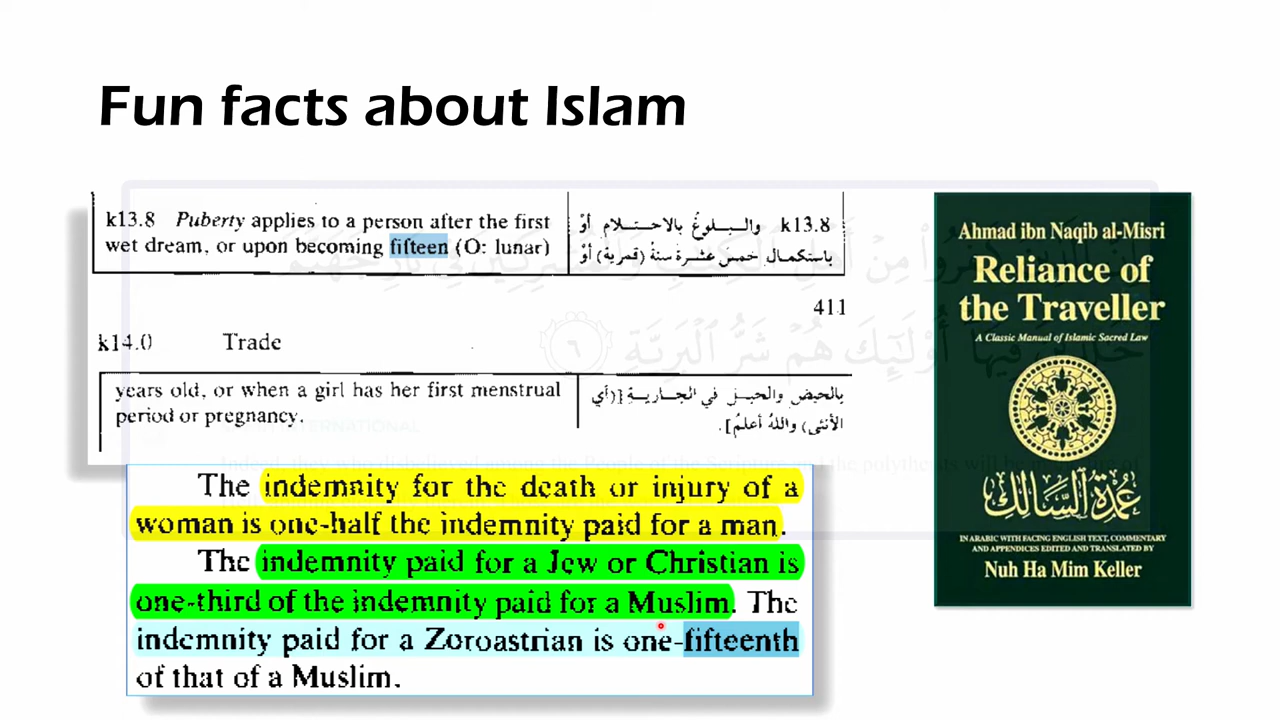 Fun facts about Islam
k13.8 Puberty applies to a person after the first
wet dream, or upon becoming fifteen (O: lunar)
k13.8 والبلوغُ بالاحتلام أوْ
باستكمال خمسَ عشرةَ سنةً (قمرية) أوْ
411
k14.0 Trade
years old, or when a girl has her first menstrual
period or pregnancy.
بالحيض والحبل في الجارية [(أي
الأنثى) واللهُ أعلمُ].
The indemnity for the death or injury of a
woman is one-half the indemnity paid for a man.
The indemnity paid for a Jew or Christian is
one-third of the indemnity paid for a Muslim. The
indemnity paid for a Zoroastrian is one-fifteenth
of that of a Muslim.
Ahmad ibn Naqib al-Misri
Reliance of
the Traveller
A Classic Manual of Islamic Sacred Law
عمدة السالك
IN ARABIC WITH FACING ENGLISH TEXT, COMMENTARY
AND APPENDICES EDITED AND TRANSLATED BY
Nuh Ha Mim Keller